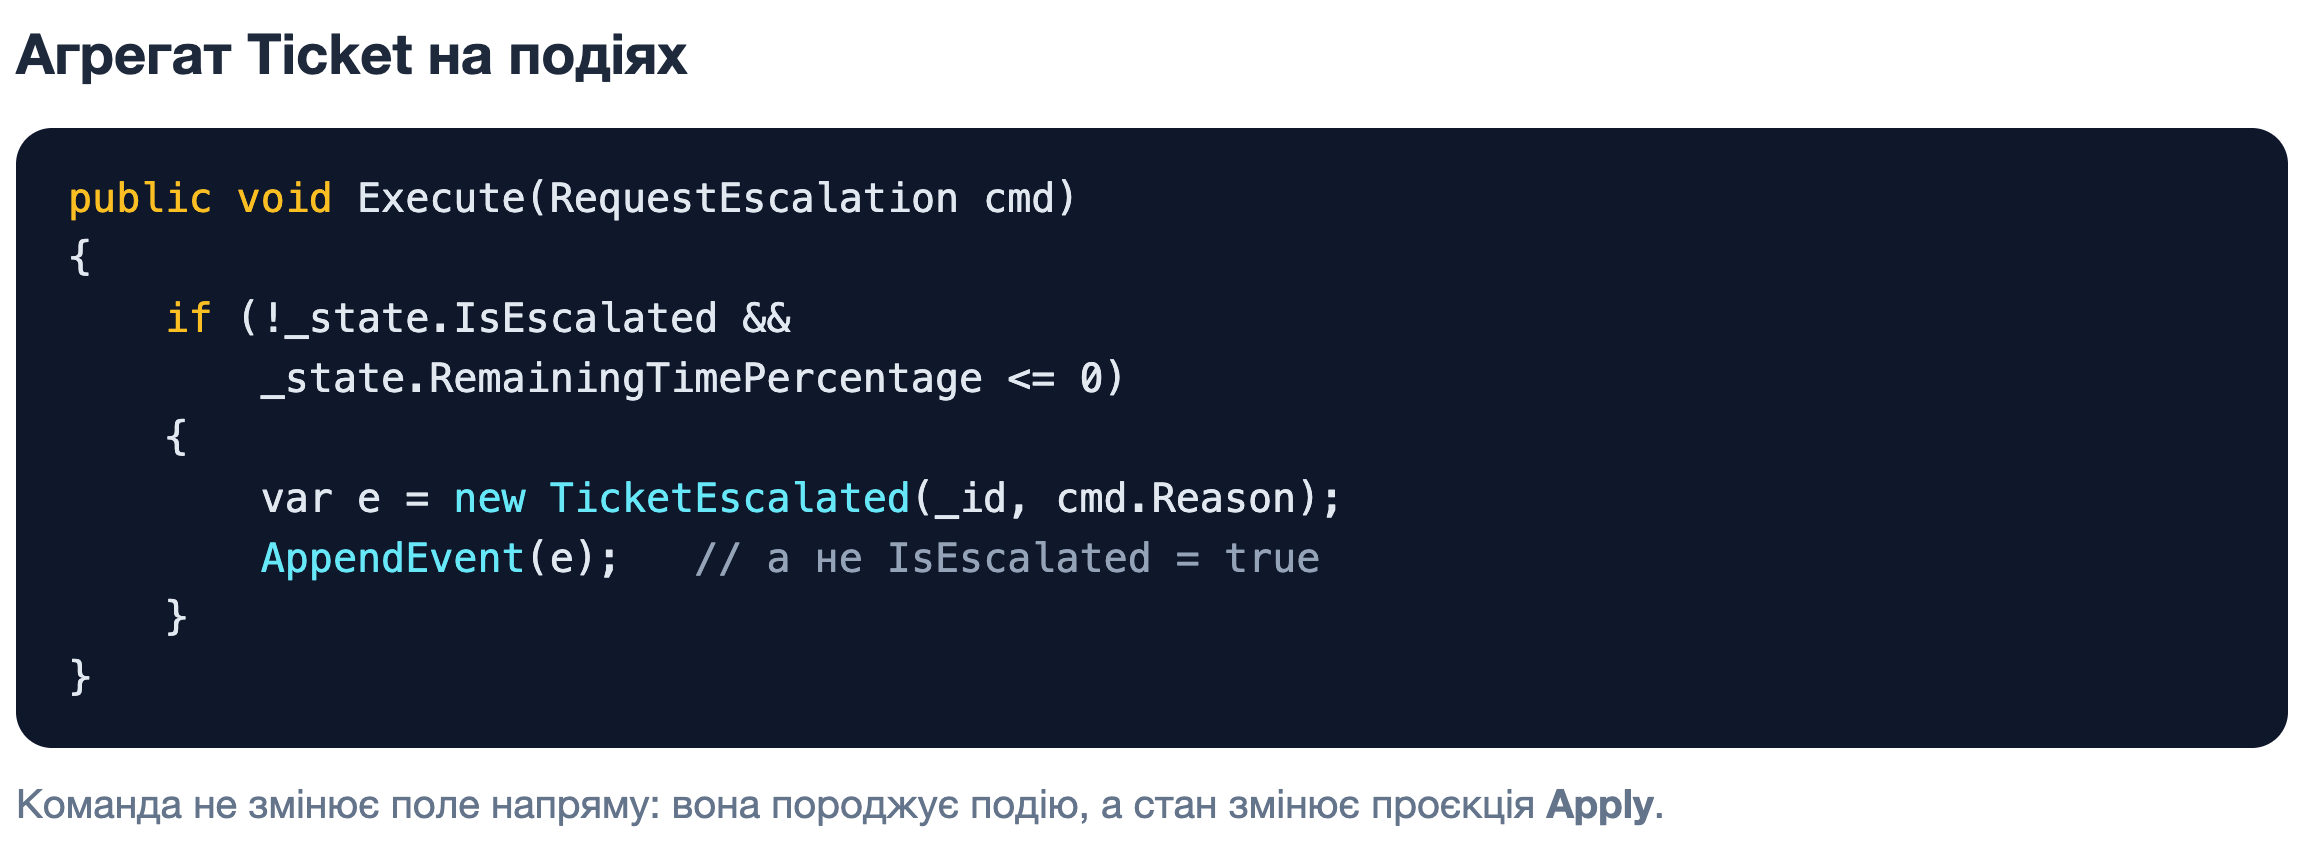 Агрегат Ticket на подіях
public void Execute(RequestEscalation cmd)
{
    if (!_state.IsEscalated &&
        _state.RemainingTimePercentage <= 0)
    {
        var e = new TicketEscalated(_id, cmd.Reason);
        AppendEvent(e);   // а не IsEscalated = true
    }
}
Команда не змінює поле напряму: вона породжує подію, а стан змінює проєкція Apply.